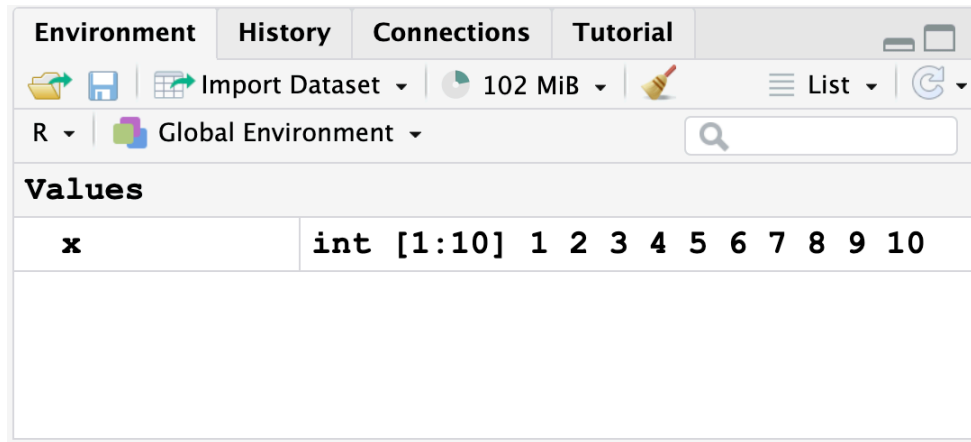 Environment History Connections Tutorial
Import Dataset 102 MiB List
R Global Environment
Values
x int [1:10] 1 2 3 4 5 6 7 8 9 10